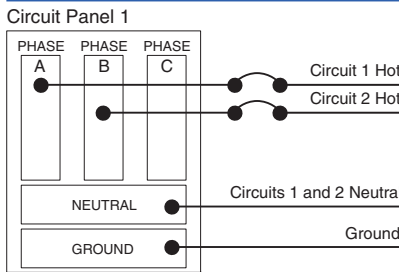 Circuit Panel 1
PHASE PHASE PHASE
A B C
Circuit 1 Hot
Circuit 2 Hot
Circuits 1 and 2 Neutra
NEUTRAL
Ground
GROUND